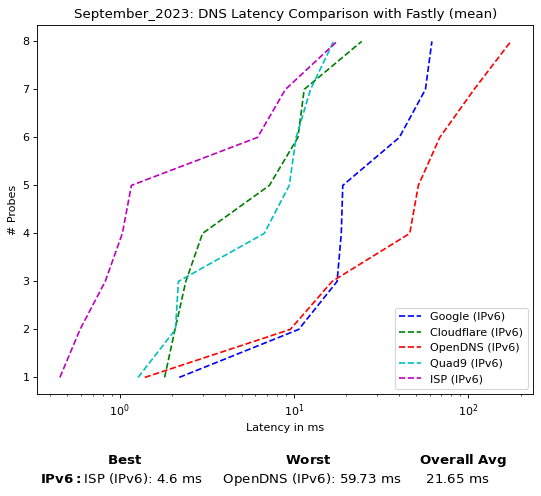 September_2023: DNS Latency Comparison with Fastly (mean)
# Probes
8
7
6
5
4
3
2
1
Google (IPv6)
Cloudflare (IPv6)
OpenDNS (IPv6)
Quad9 (IPv6)
ISP (IPv6)
10⁰ 10¹ 10²
Latency in ms
Best Worst Overall Avg
IPv6: ISP (IPv6): 4.6 ms OpenDNS (IPv6): 59.73 ms 21.65 ms